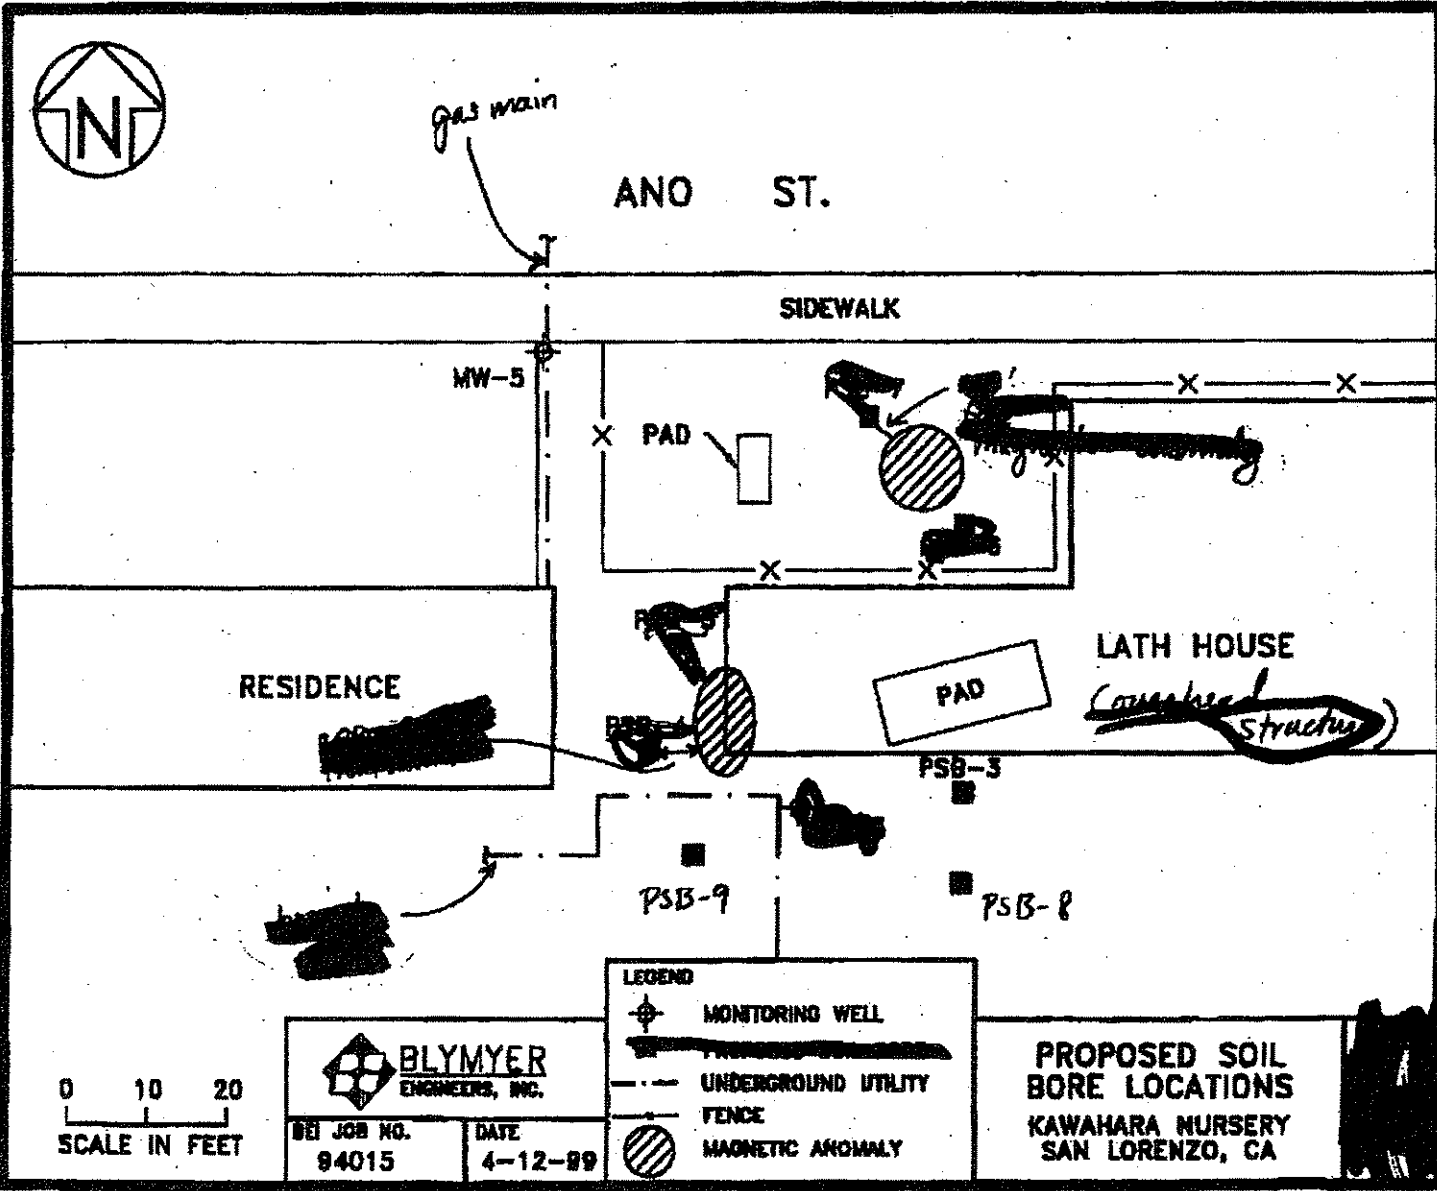 N
gas main
ANO ST.
SIDEWALK
MW-5
PAD
RESIDENCE
PAD
LATH HOUSE
(overhead
structure)
PSB-3
PSB-9
PSB-8
LEGEND
MONITORING WELL
UNDERGROUND UTILITY
FENCE
MAGNETIC ANOMALY
BLYMYER
ENGINEERS, INC.
BEI JOB NO.
94015
DATE
4-12-99
PROPOSED SOIL
BORE LOCATIONS
KAWAHARA NURSERY
SAN LORENZO, CA
0 10 20
SCALE IN FEET